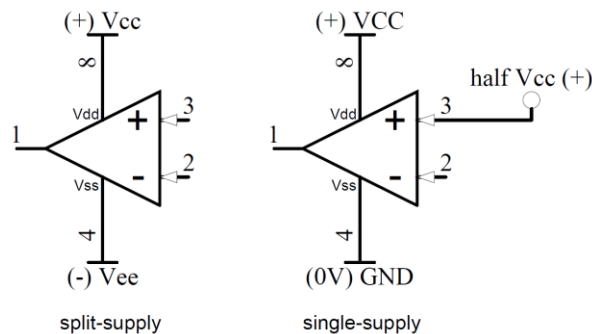 (+) Vcc
8
Vdd
+
3
1
-
2
Vss
4
(-) Vee
split-supply
(+) VCC
8
half Vcc (+)
Vdd
+
3
1
-
2
Vss
4
(0V) GND
single-supply